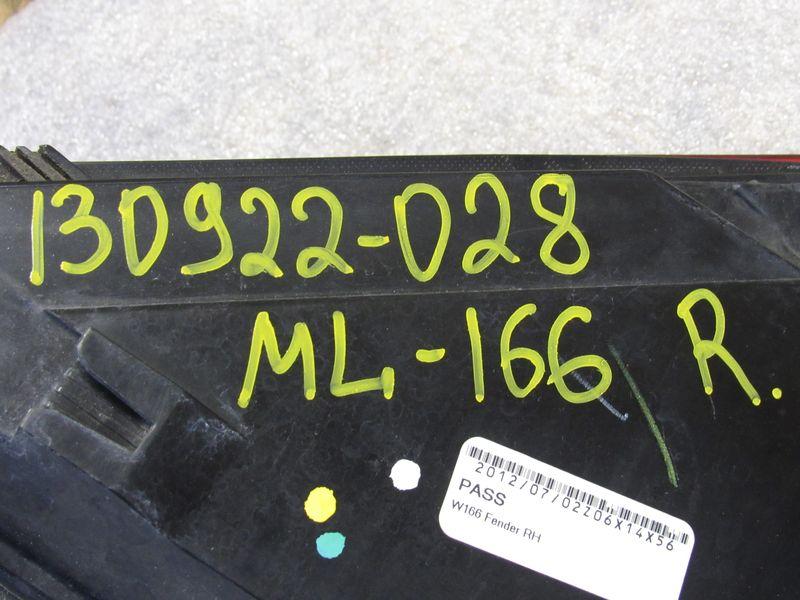 130922-028
ML-166 R.
2012/07/02Z06X14X56
PASS
W166 Fender RH